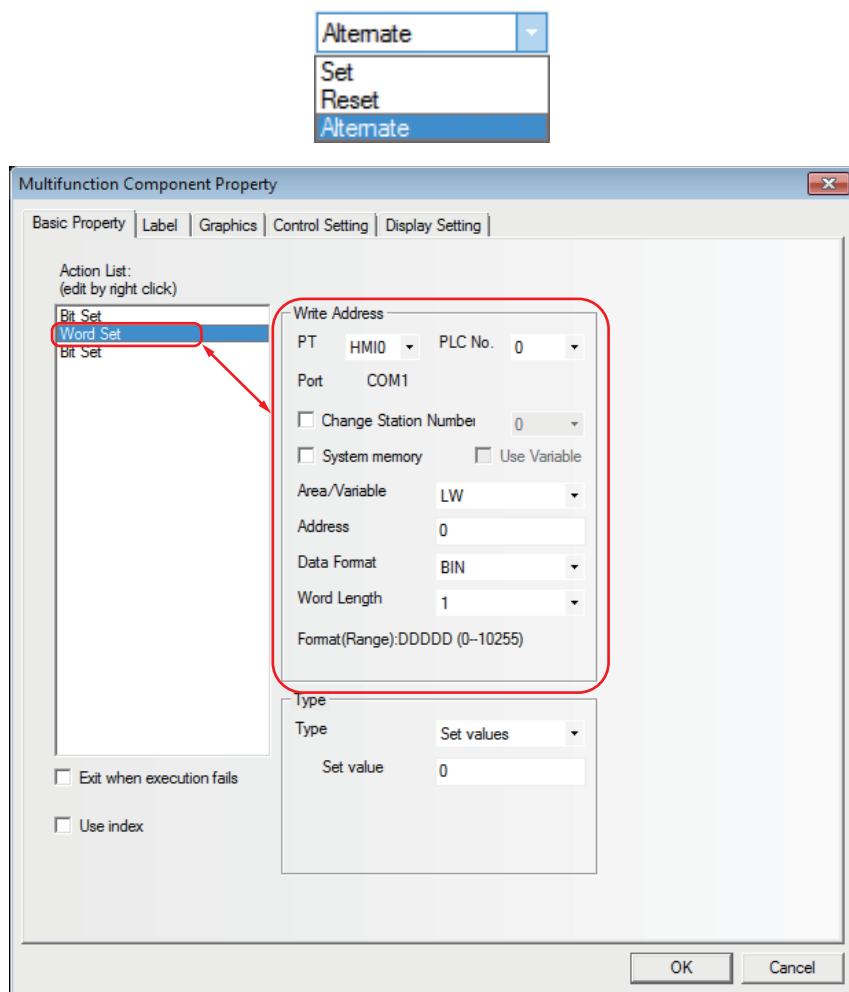 Alternate
Set
Reset
Alternate
Multifunction Component Property
Basic Property Label Graphics Control Setting Display Setting
Action List:
(edit by right click)
Bit Set
Word Set
Bit Set
Write Address
PT HMI0 PLC No. 0
Port COM1
Change Station Number 0
System memory Use Variable
Area/Variable LW
Address 0
Data Format BIN
Word Length 1
Format(Range):DDDDD (0--10255)
Type
Type Set values
Set value 0
Exit when execution fails
Use index
OK Cancel